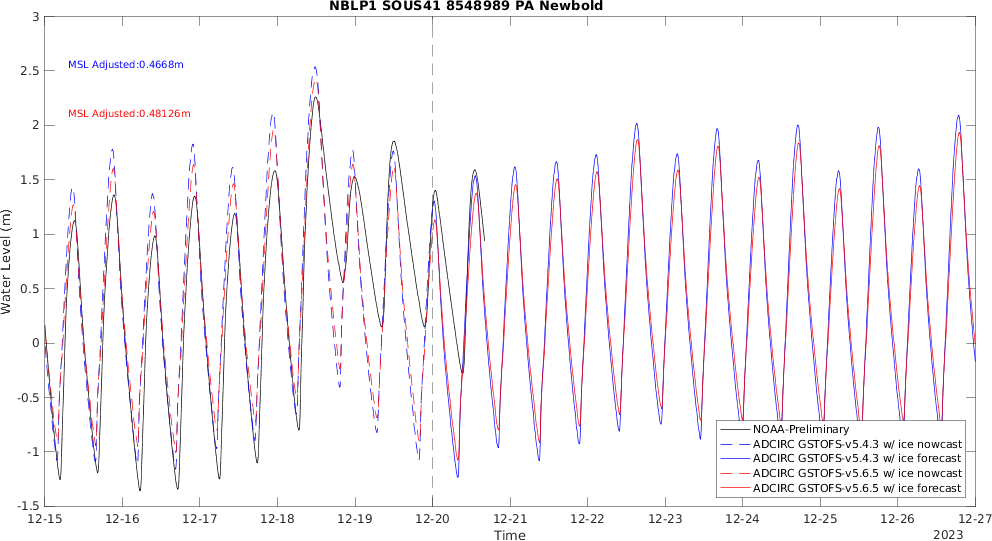 NBLP1 SOUS41 8548989 PA Newbold
MSL Adjusted:0.4668m
MSL Adjusted:0.48126m
Water Level (m)
3
2.5
2
1.5
1
0.5
0
-0.5
-1
-1.5
NOAA-Preliminary
ADCIRC GSTOFS-v5.4.3 w/ ice nowcast
ADCIRC GSTOFS-v5.4.3 w/ ice forecast
ADCIRC GSTOFS-v5.6.5 w/ ice nowcast
ADCIRC GSTOFS-v5.6.5 w/ ice forecast
12-15 12-16 12-17 12-18 12-19 12-20 12-21 12-22 12-23 12-24 12-25 12-26 12-27
Time
2023